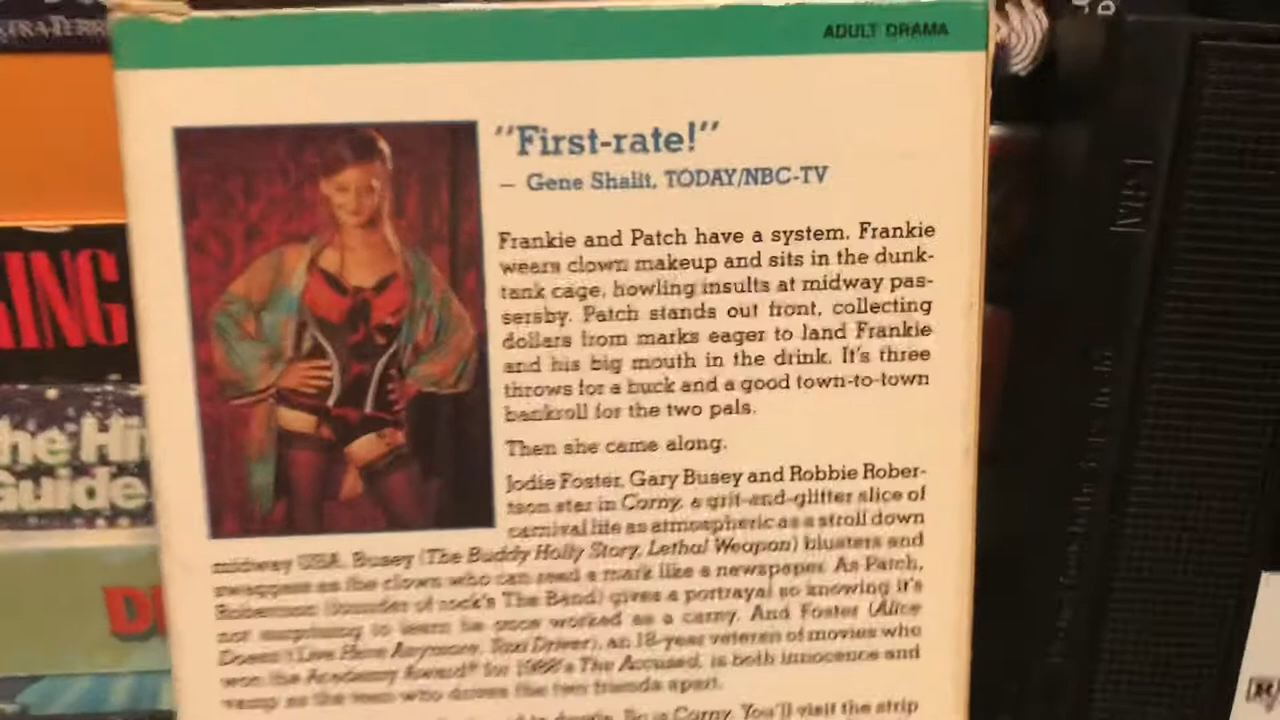 ADULT DRAMA
"First-rate!"
— Gene Shalit, TODAY/NBC-TV
Frankie and Patch have a system. Frankie
wears clown makeup and sits in the dunk-
tank cage, howling insults at midway pas-
sersby. Patch stands out front, collecting
dollars from marks eager to land Frankie
and his big mouth in the drink. It's three
throws for a buck and a good town-to-town
bankroll for the two pals.
Then she came along.
Jodie Foster, Gary Busey and Robbie Rober-
tson star in Carny, a grit-and-glitter slice of
carnival life as atmospheric as a stroll down
midway USA. Busey (The Buddy Holly Story, Lethal Weapon) blusters and
swaggers as the clown who can read a mark like a newspaper. As Patch,
Robertson (founder of rock's The Band) gives a portrayal so knowing it's
not surprising to learn he once worked as a carny. And Foster (Alice
Doesn't Live Here Anymore, Taxi Driver), an 18-year veteran of movies who
won the Academy Award® for 1988's The Accused, is both innocence and
vamp as the teen who drives the two friends apart.
Carny. You'll visit the strip
ING
the Hit
Guide